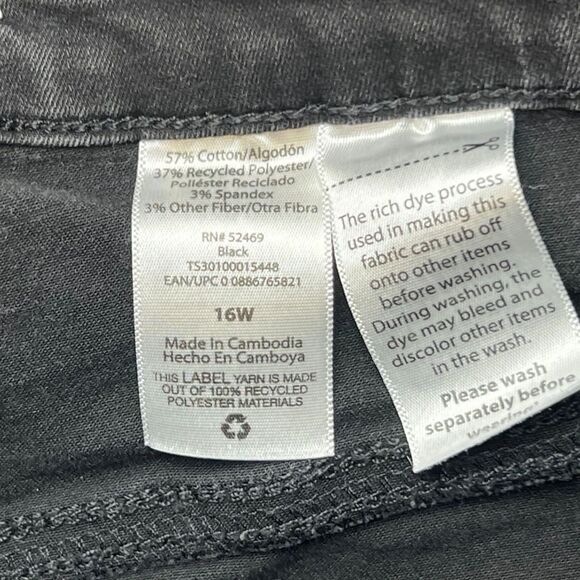 57% Cotton/Algodón
37% Recycled Polyester/
Poliéster Reciclado
3% Spandex
3% Other Fiber/Otra Fibra
RN# 52469
Black
TS30100015448
EAN/UPC 0 0886765821
16W
Made In Cambodia
Hecho En Camboya
THIS LABEL YARN IS MADE
OUT OF 100% RECYCLED
POLYESTER MATERIALS
The rich dye process
used in making this
fabric can rub off
onto other items
before washing.
During washing, the
dye may bleed and
discolor other items
in the wash.
Please wash
separately before